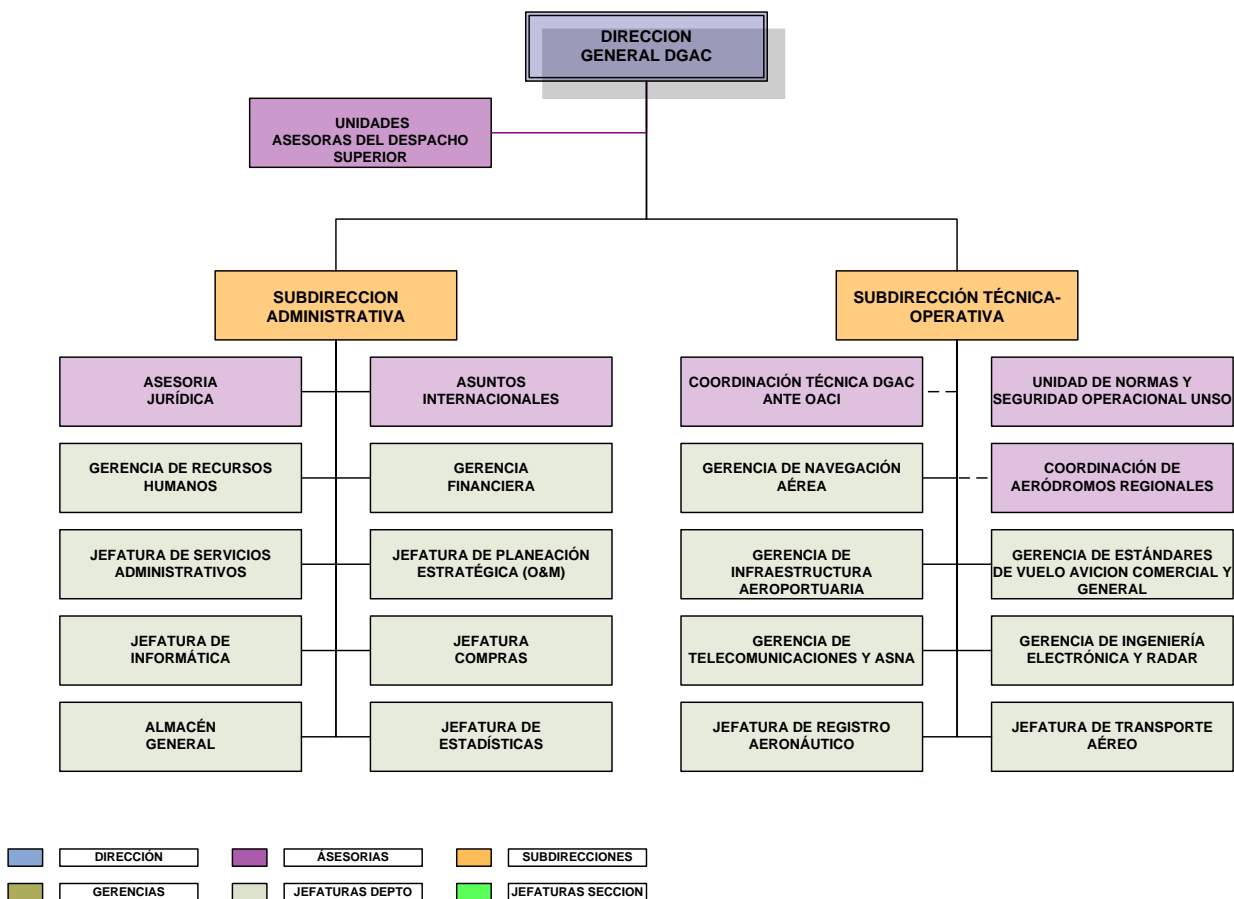 DIRECCION
GENERAL DGAC
UNIDADES
ASESORAS DEL DESPACHO
SUPERIOR
SUBDIRECCION
ADMINISTRATIVA
SUBDIRECCIÓN TÉCNICA-
OPERATIVA
ASESORIA
JURÍDICA
ASUNTOS
INTERNACIONALES
COORDINACIÓN TÉCNICA DGAC
ANTE OACI
UNIDAD DE NORMAS Y
SEGURIDAD OPERACIONAL UNSO
GERENCIA DE RECURSOS
HUMANOS
GERENCIA
FINANCIERA
GERENCIA DE NAVEGACIÓN
AÉREA
COORDINACIÓN DE
AERÓDROMOS REGIONALES
JEFATURA DE SERVICIOS
ADMINISTRATIVOS
JEFATURA DE PLANEACIÓN
ESTRATÉGICA (O&M)
GERENCIA DE
INFRAESTRUCTURA
AEROPORTUARIA
GERENCIA DE ESTÁNDARES
DE VUELO AVICION COMERCIAL Y
GENERAL
JEFATURA DE
INFORMÁTICA
JEFATURA
COMPRAS
GERENCIA DE
TELECOMUNICACIONES Y ASNA
GERENCIA DE INGENIERÍA
ELECTRÓNICA Y RADAR
ALMACÉN
GENERAL
JEFATURA DE
ESTADÍSTICAS
JEFATURA DE REGISTRO
AERONÁUTICO
JEFATURA DE TRANSPORTE
AÉREO
DIRECCIÓN
ÁSESORIAS
SUBDIRECCIONES
GERENCIAS
JEFATURAS DEPTO
JEFATURAS SECCION